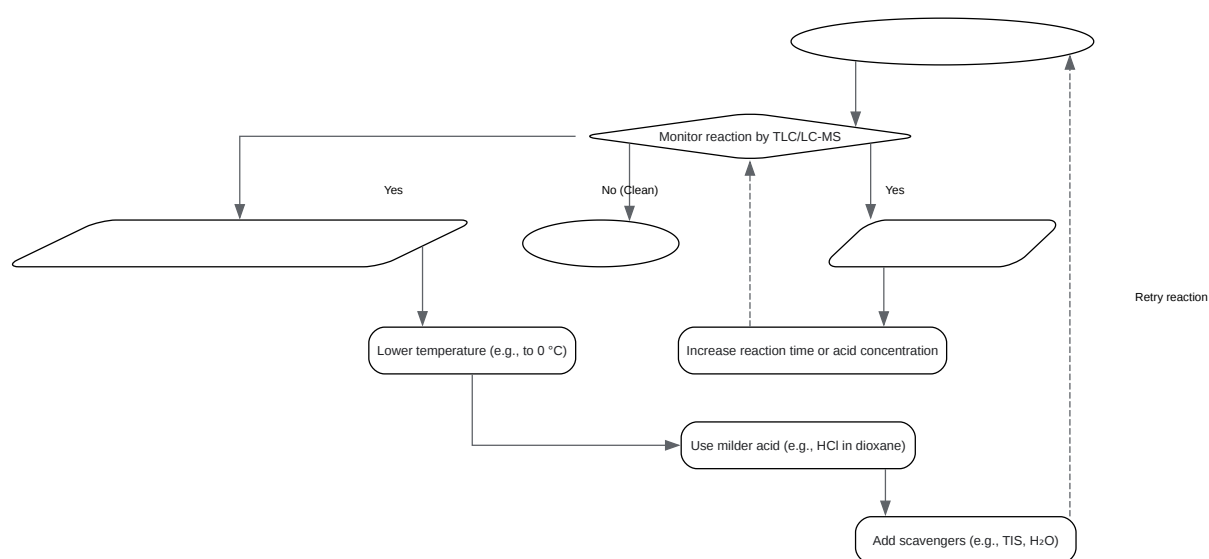 Monitor reaction by TLC/LC-MS
Yes
No (Clean)
Yes
Retry reaction
Lower temperature (e.g., to 0 °C)
Increase reaction time or acid concentration
Use milder acid (e.g., HCl in dioxane)
Add scavengers (e.g., TIS, H₂O)